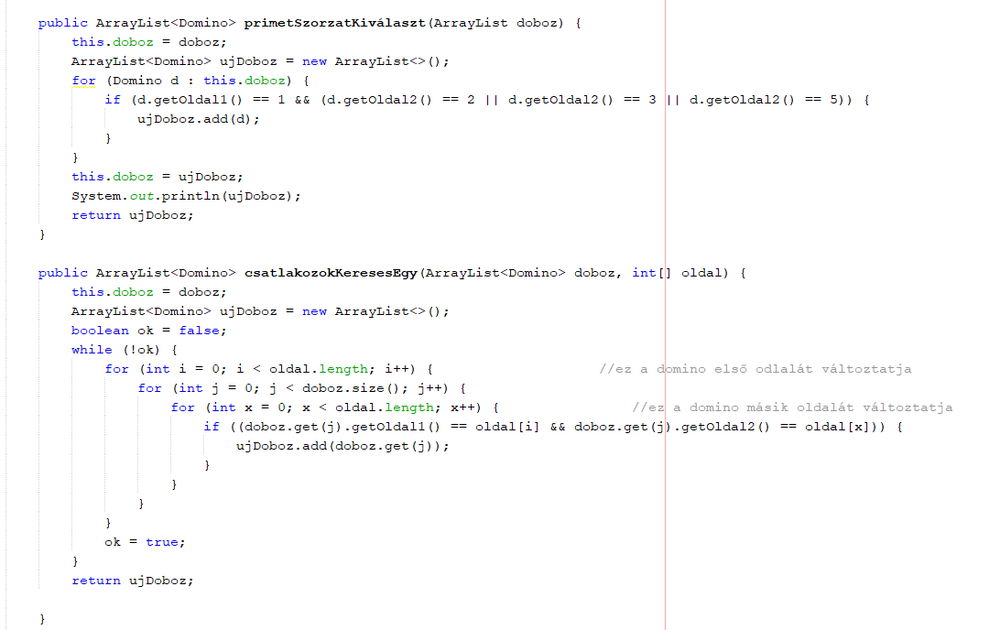 public ArrayList<Domino> primetSzorzatKiválaszt(ArrayList doboz) {
this.doboz = doboz;
ArrayList<Domino> ujDoboz = new ArrayList<>();
for (Domino d : this.doboz) {
if (d.getOldal1() == 1 && (d.getOldal2() == 2 || d.getOldal2() == 3 || d.getOldal2() == 5)) {
ujDoboz.add(d);
}
}
this.doboz = ujDoboz;
System.out.println(ujDoboz);
return ujDoboz;
}
public ArrayList<Domino> csatlakozokKeresesEgy(ArrayList<Domino> doboz, int[] oldal) {
this.doboz = doboz;
ArrayList<Domino> ujDoboz = new ArrayList<>();
boolean ok = false;
while (!ok) {
for (int i = 0; i < oldal.length; i++) { //ez a domino első odlalát változtatja
for (int j = 0; j < doboz.size(); j++) {
for (int x = 0; x < oldal.length; x++) { //ez a domino másik oldalát változtatja
if ((doboz.get(j).getOldal1() == oldal[i] && doboz.get(j).getOldal2() == oldal[x])) {
ujDoboz.add(doboz.get(j));
}
}
}
}
ok = true;
}
return ujDoboz;
}